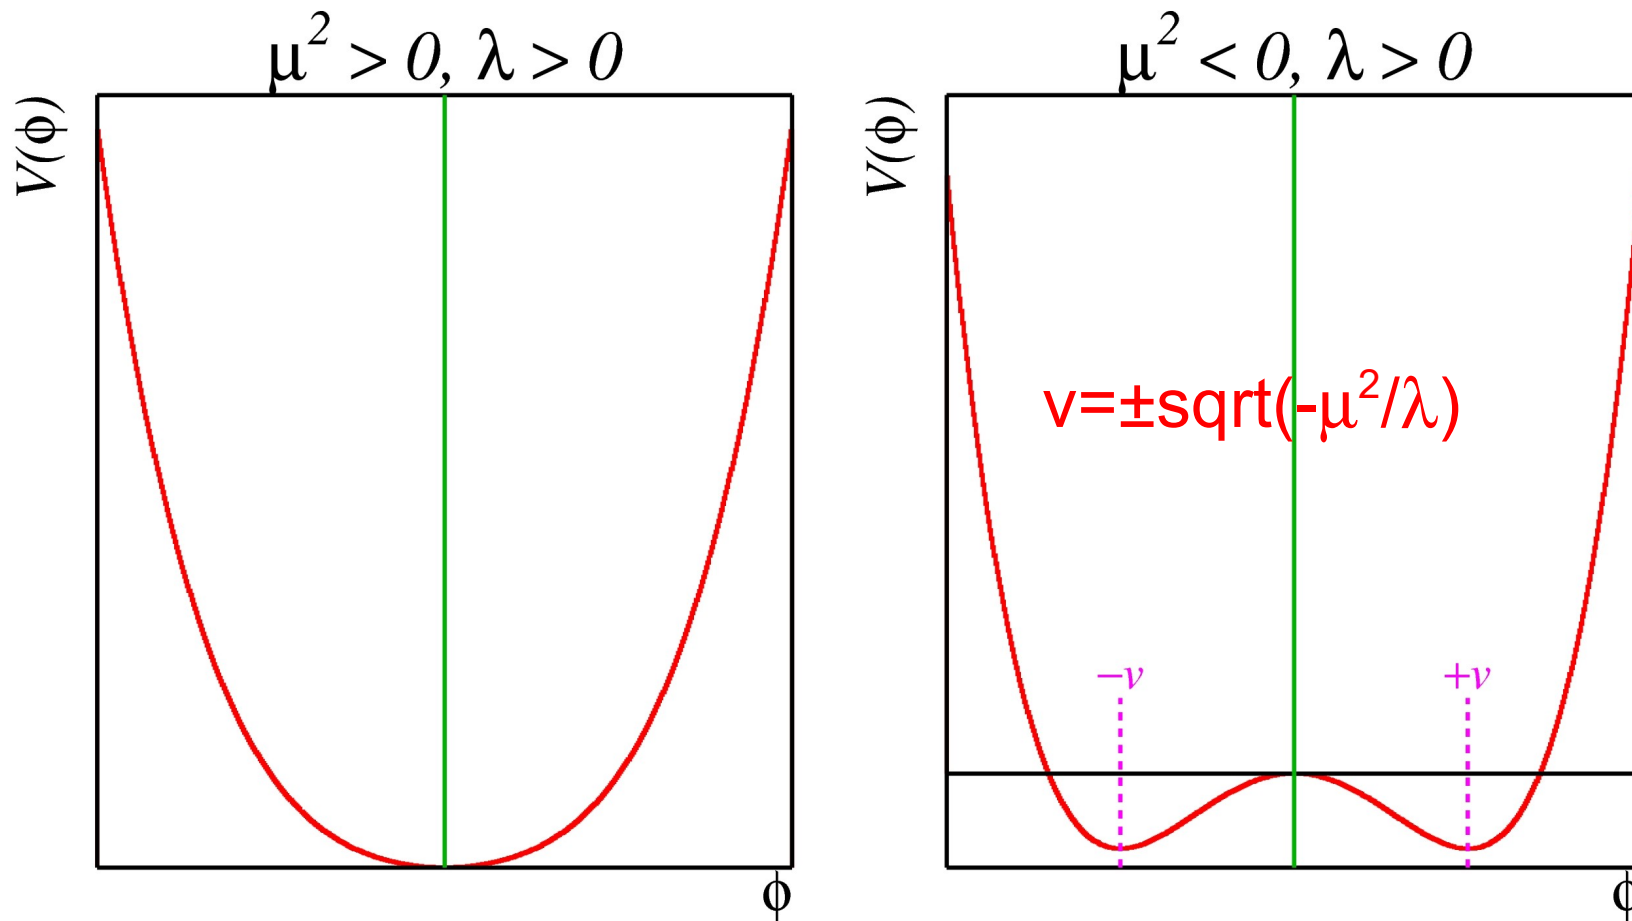 μ² > 0, λ > 0
V(ϕ)
ϕ
μ² < 0, λ > 0
V(ϕ)
v=±sqrt(-μ²/λ)
−v
+v
ϕ